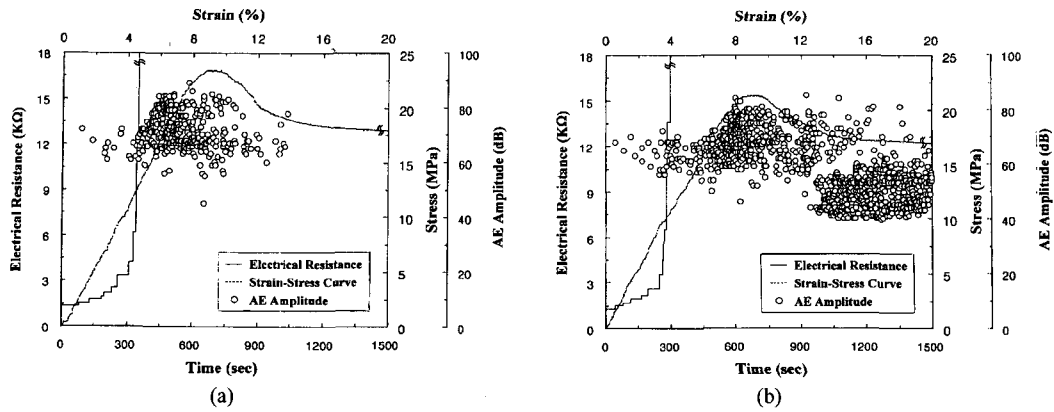 Strain (%)
0 4 8 12 16 20
18 15 12 9 6 3 0
Electrical Resistance (KΩ)
25 20 15 10 5 0
Stress (MPa)
100 80 60 40 20 0
AE Amplitude (dB)
Electrical Resistance
Strain-Stress Curve
AE Amplitude
0 300 600 900 1200 1500
Time (sec)
(a)
Strain (%)
0 4 8 12 16 20
18 15 12 9 6 3 0
Electrical Resistance (KΩ)
25 20 15 10 5 0
Stress (MPa)
100 80 60 40 20 0
AE Amplitude (dB)
Electrical Resistance
Strain-Stress Curve
AE Amplitude
0 300 600 900 1200 1500
Time (sec)
(b)